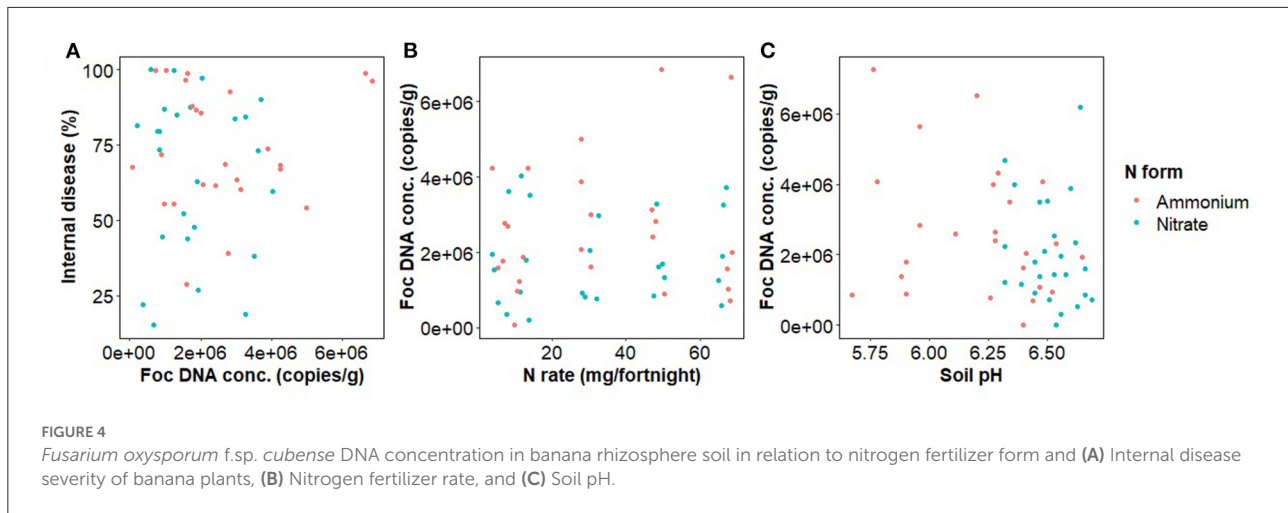 A
B
C
Internal disease (%)
100
75
50
25
0e+00 2e+06 4e+06 6e+06
Foc DNA conc. (copies/g)
Foc DNA conc. (copies/g)
6e+06
4e+06
2e+06
0e+00
20 40 60
N rate (mg/fortnight)
Foc DNA conc. (copies/g)
6e+06
4e+06
2e+06
0e+00
5.75 6.00 6.25 6.50
Soil pH
N form
Ammonium
Nitrate
FIGURE 4
Fusarium oxysporum f.sp. cubense DNA concentration in banana rhizosphere soil in relation to nitrogen fertilizer form and (A) Internal disease
severity of banana plants, (B) Nitrogen fertilizer rate, and (C) Soil pH.